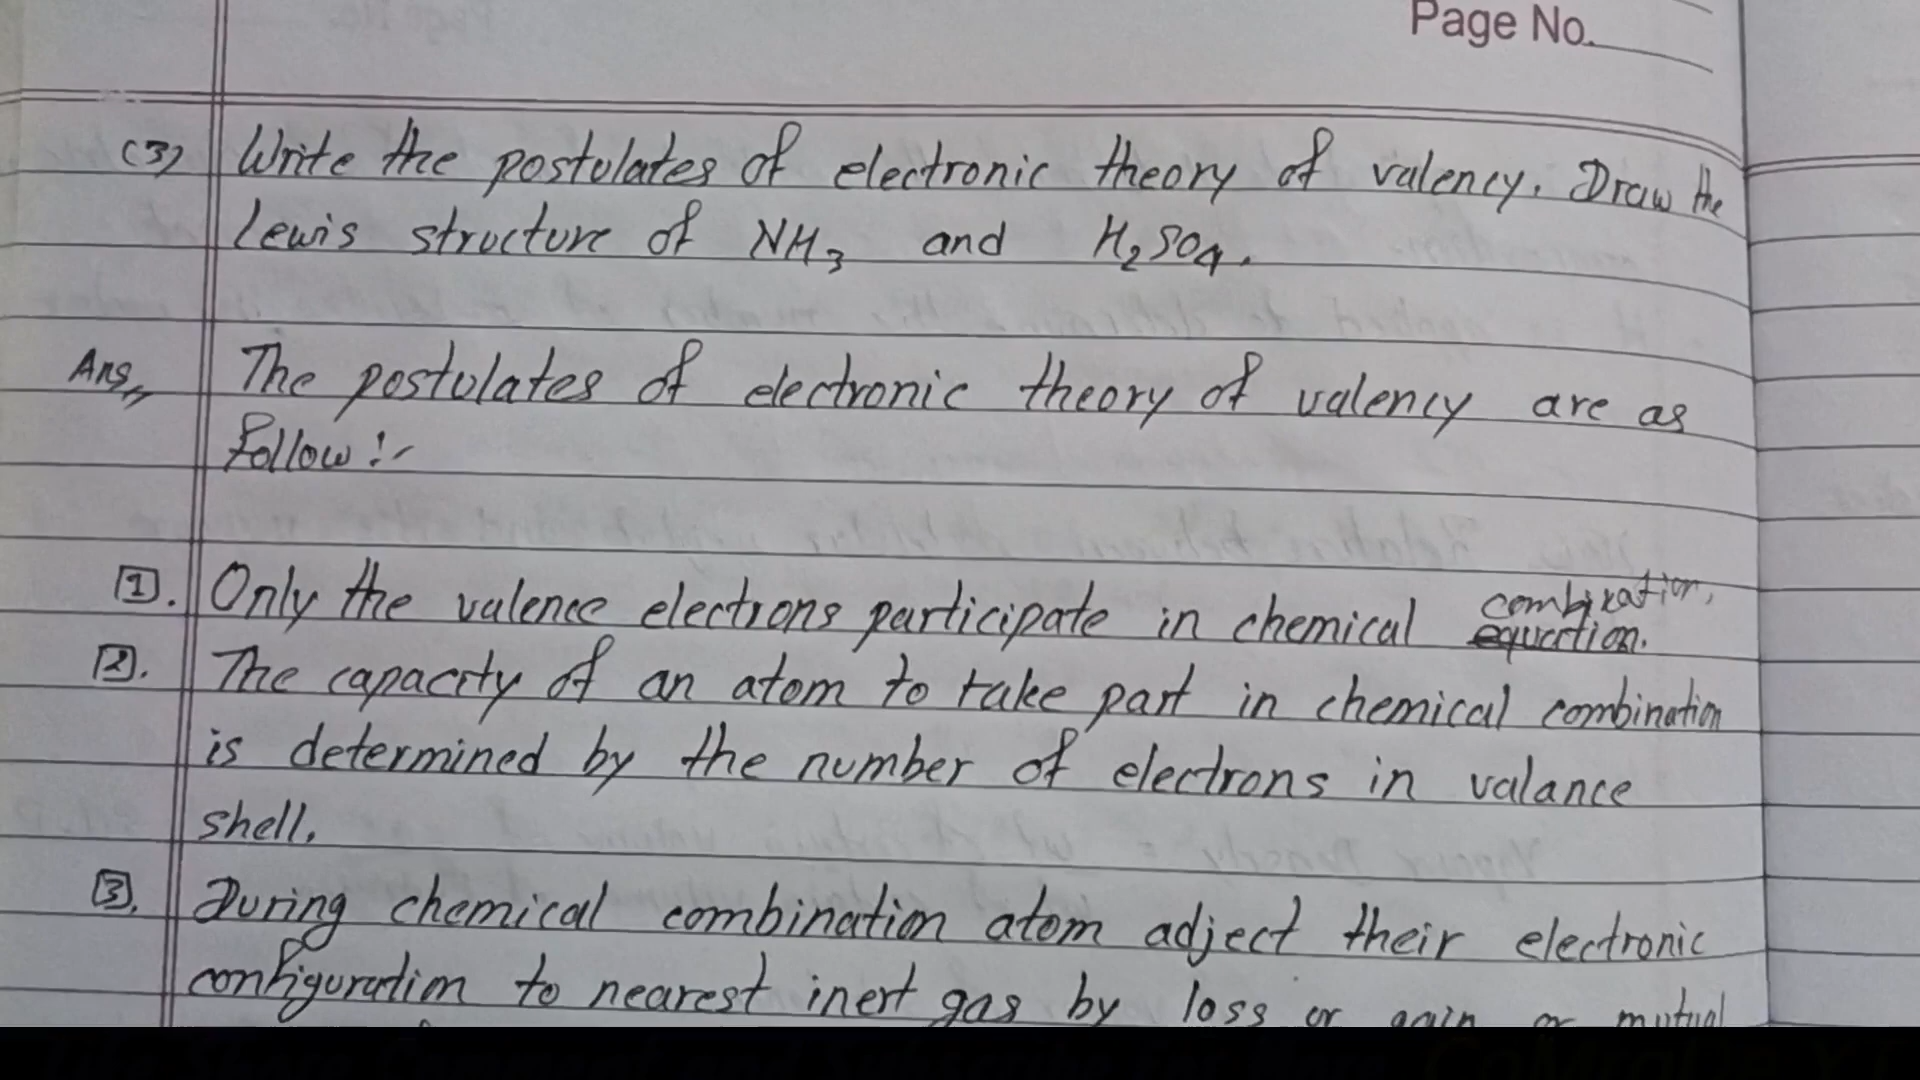 Page No.
(3) Write the postulates of electronic theory of valency. Draw the
Lewis structure of NH3 and H2SO4.
Ans,, The postulates of electronic theory of valency are as
follow :-
1. Only the valence electrons participate in chemical combination.
equation.
2. The capacity of an atom to take part in chemical combination
is determined by the number of electrons in valance
shell.
3. During chemical combination atom adject their electronic
configuration to nearest inert gas by loss or gain or mutual